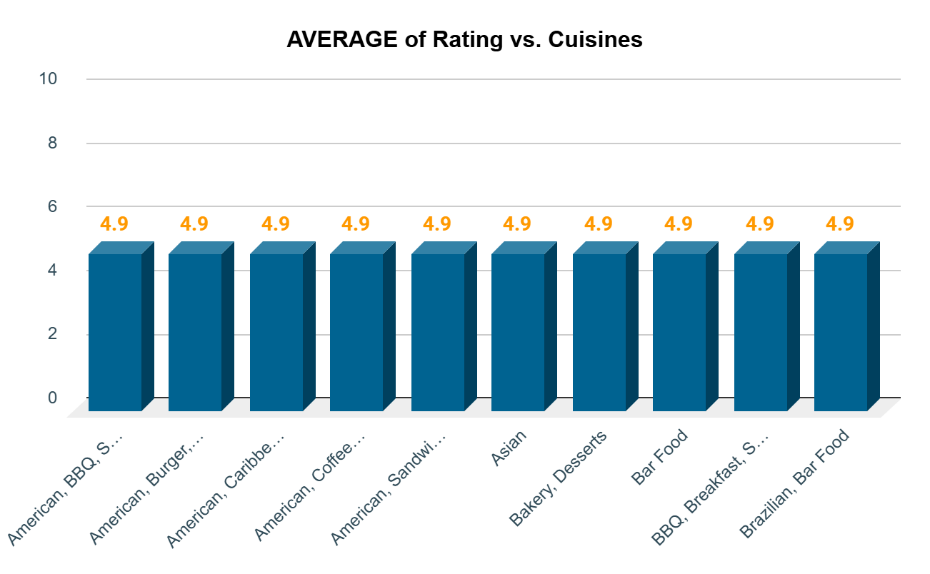 AVERAGE of Rating vs. Cuisines
10
8
6
4
2
0
4.9
4.9
4.9
4.9
4.9
4.9
4.9
4.9
4.9
4.9
American, BBQ, S…
American, Burger,…
American, Caribbe…
American, Coffee…
American, Sandwi…
Asian
Bakery, Desserts
Bar Food
BBQ, Breakfast, S…
Brazilian, Bar Food